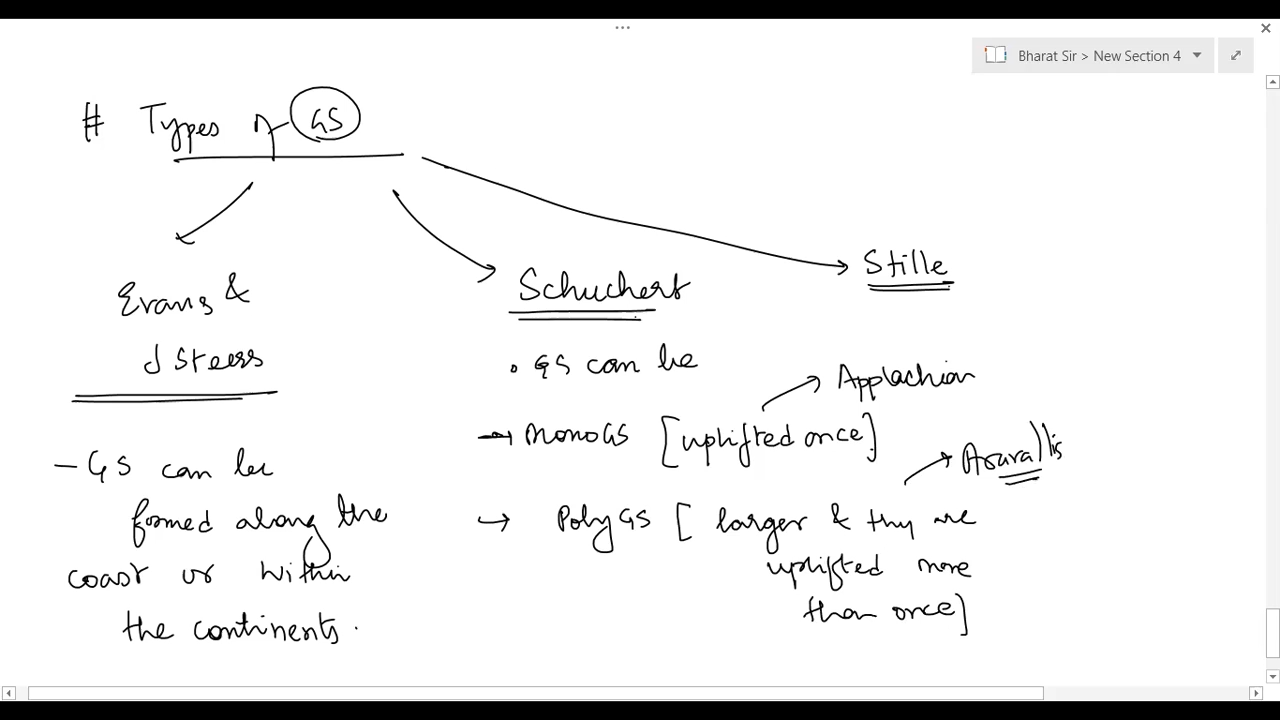 Bharat Sir > New Section 4
# Types of GS
Evans &
Steers
- GS can be
formed along the
coast or within
the continents.
Schuchert
• GS can be
→ MonoGS [uplifted once]
Applachian
↪ PolyGS [larger & thy are
uplifted more
than once]
Aravallis
Stille